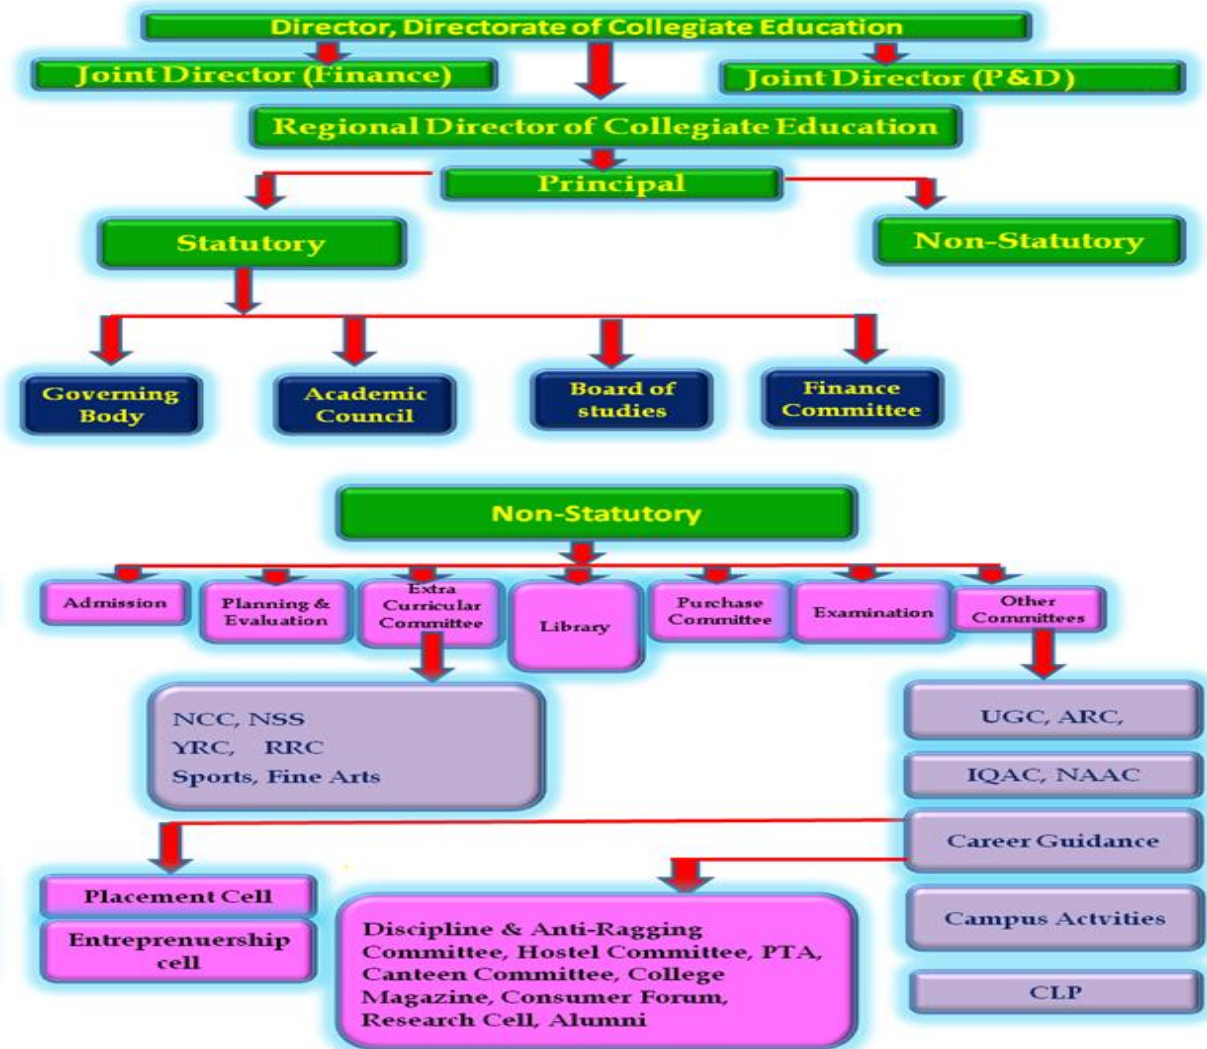 Director, Directorate of Collegiate Education
Joint Director (Finance)
Joint Director (P&D)
Regional Director of Collegiate Education
Principal
Statutory
Non-Statutory
Governing
Body
Academic
Council
Board of
studies
Finance
Committee
Non-Statutory
Admission
Planning &
Evaluation
Extra
Curricular
Committee
Library
Purchase
Committee
Examination
Other
Committees
NCC, NSS
YRC, RRC
Sports, Fine Arts
UGC, ARC,
IQAC, NAAC
Career Guidance
Campus Actvities
CLP
Placement Cell
Entreprenuership
cell
Discipline & Anti-Ragging
Committee, Hostel Committee, PTA,
Canteen Committee, College
Magazine, Consumer Forum,
Research Cell, Alumni